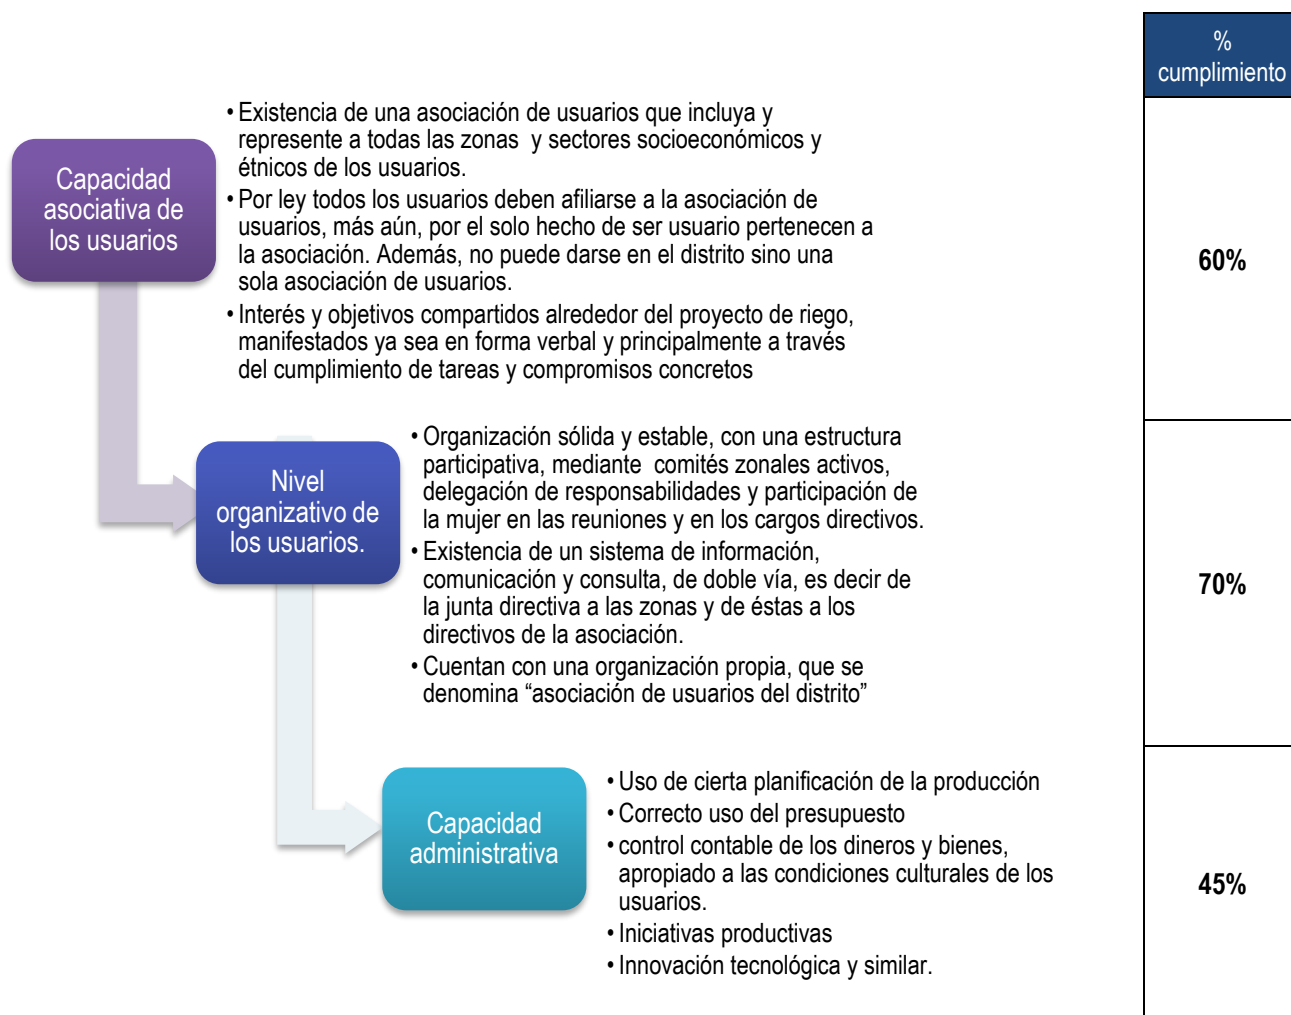 %
cumplimiento
Capacidad
asociativa de
los usuarios
• Existencia de una asociación de usuarios que incluya y
represente a todas las zonas y sectores socioeconómicos y
étnicos de los usuarios.
• Por ley todos los usuarios deben afiliarse a la asociación de
usuarios, más aún, por el solo hecho de ser usuario pertenecen a
la asociación. Además, no puede darse en el distrito sino una
sola asociación de usuarios.
• Interés y objetivos compartidos alrededor del proyecto de riego,
manifestados ya sea en forma verbal y principalmente a través
del cumplimiento de tareas y compromisos concretos
60%
Nivel
organizativo de
los usuarios.
• Organización sólida y estable, con una estructura
participativa, mediante comités zonales activos,
delegación de responsabilidades y participación de
la mujer en las reuniones y en los cargos directivos.
• Existencia de un sistema de información,
comunicación y consulta, de doble vía, es decir de
la junta directiva a las zonas y de éstas a los
directivos de la asociación.
• Cuentan con una organización propia, que se
denomina “asociación de usuarios del distrito”
70%
Capacidad
administrativa
• Uso de cierta planificación de la producción
• Correcto uso del presupuesto
• control contable de los dineros y bienes,
apropiado a las condiciones culturales de los
usuarios.
• Iniciativas productivas
• Innovación tecnológica y similar.
45%